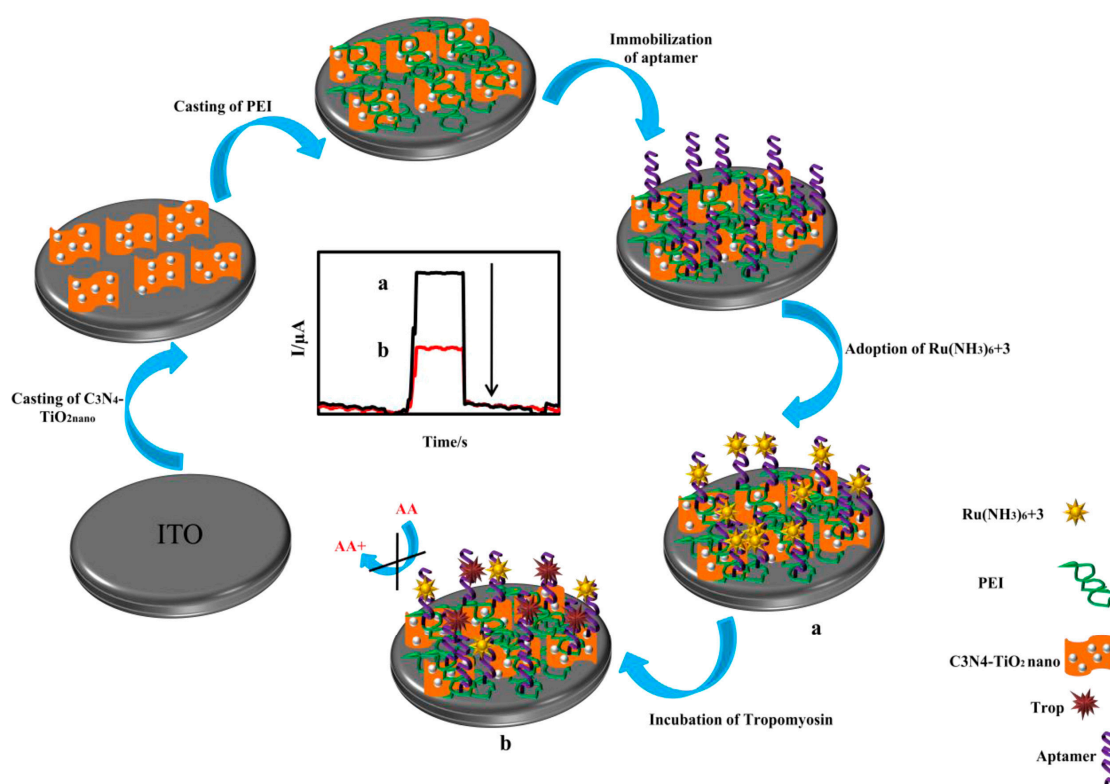 Immobilization
of aptamer
Casting of PEI
a
b
I/µA
Time/s
Adoption of Ru(NH3)6+3
Casting of C3N4-
TiO2nano
ITO
AA
AA+
a
b
Incubation of Tropomyosin
Ru(NH3)6+3
PEI
C3N4-TiO2 nano
Trop
Aptamer